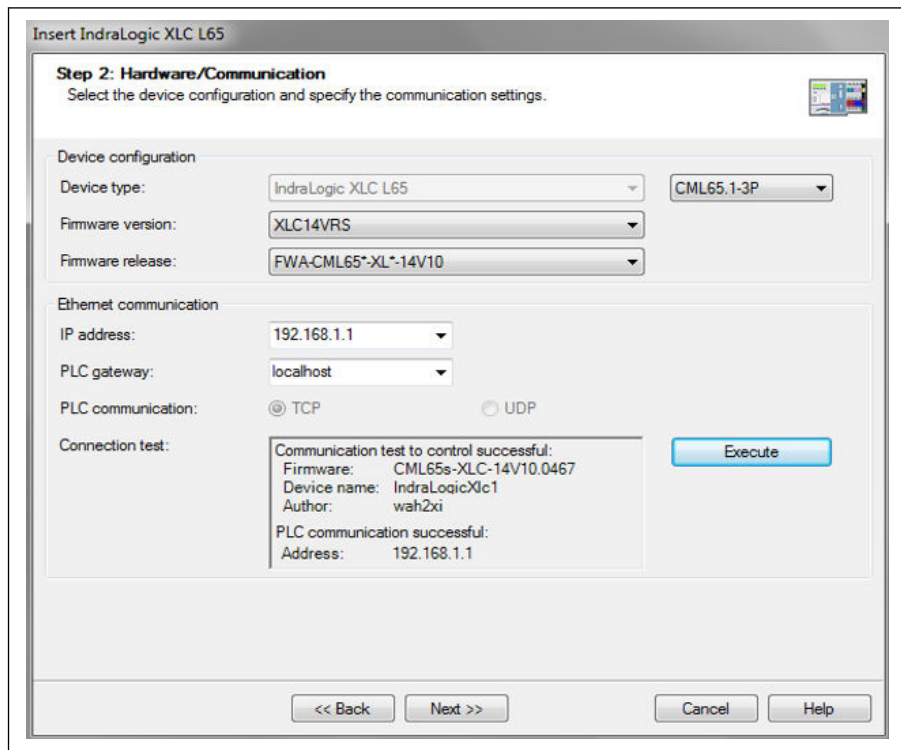 Insert IndraLogic XLC L65
Step 2: Hardware/Communication
Select the device configuration and specify the communication settings.
Device configuration
Device type: IndraLogic XLC L65 CML65.1-3P
Firmware version: XLC14VRS
Firmware release: FWA-CML65*-XL*-14V10
Ethernet communication
IP address: 192.168.1.1
PLC gateway: localhost
PLC communication: TCP UDP
Connection test: Communication test to control successful: Execute
Firmware: CML65s-XLC-14V10.0467
Device name: IndraLogicXlc1
Author: wah2xi
PLC communication successful:
Address: 192.168.1.1
<< Back Next >> Cancel Help